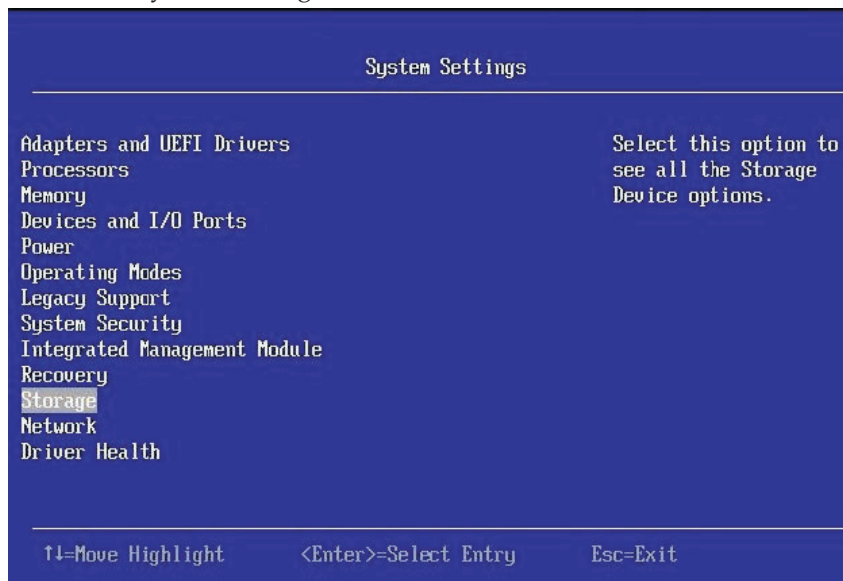 System Settings
Adapters and UEFI Drivers
Processors
Memory
Devices and I/O Ports
Power
Operating Modes
Legacy Support
System Security
Integrated Management Module
Recovery
Storage
Network
Driver Health
Select this option to
see all the Storage
Device options.
↑↓=Move Highlight <Enter>=Select Entry Esc=Exit